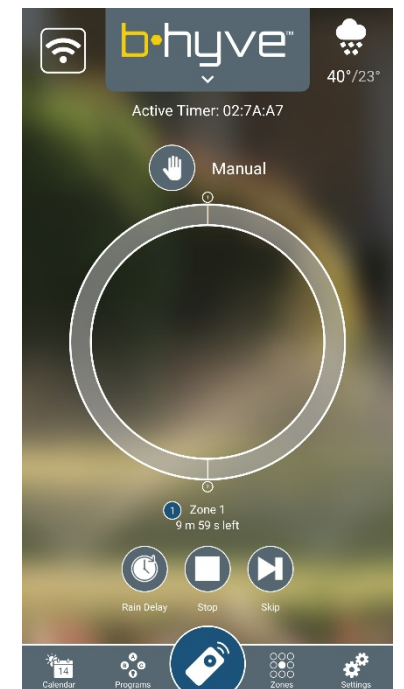 b•hyve™
40°/23°
Active Timer: 02:7A:A7
Manual
1 Zone 1
9 m 59 s left
Rain Delay Stop Skip
14
A
B C
D
Calendar Programs Zones Settings